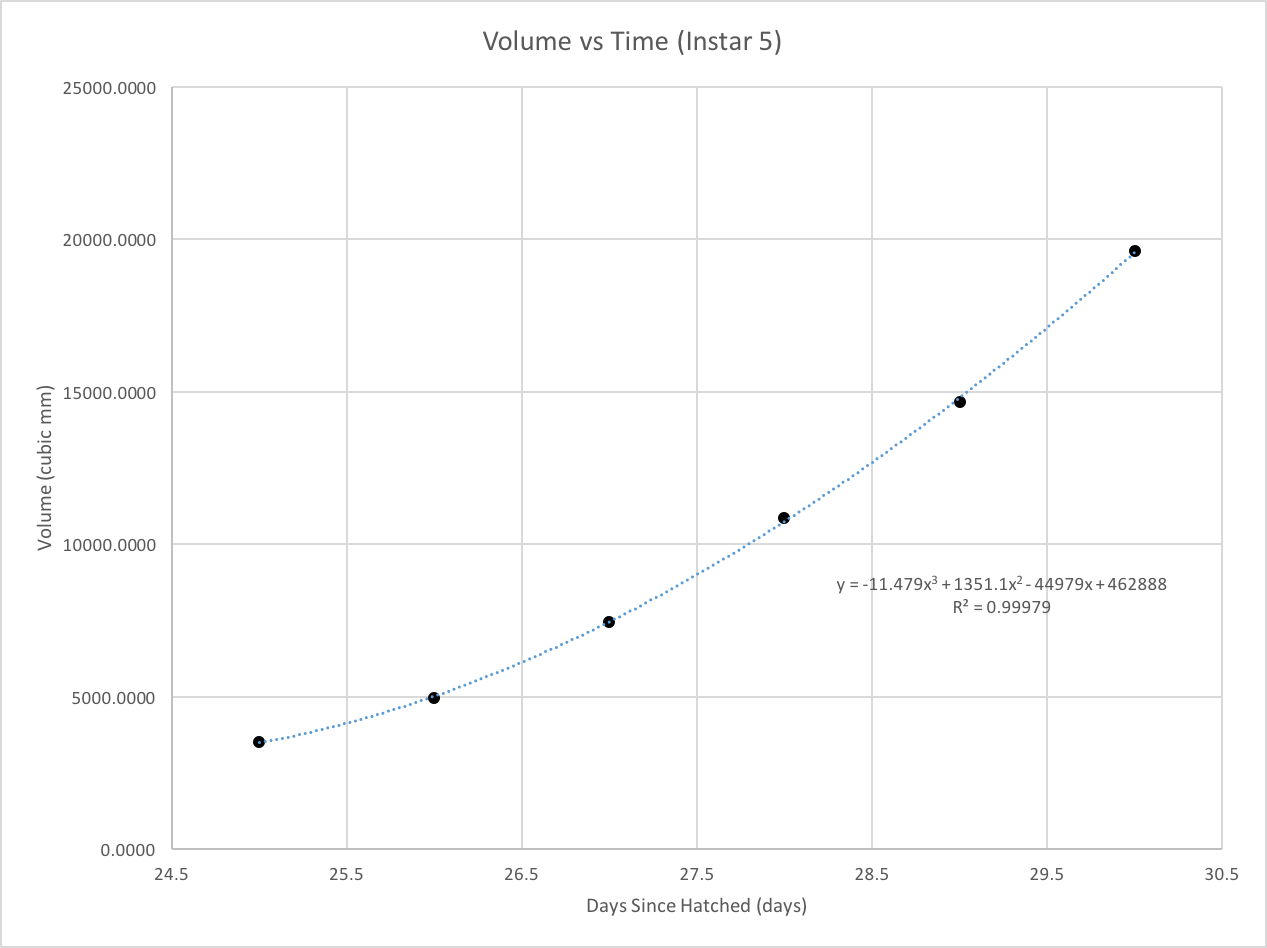 Volume vs Time (Instar 5)
25000.0000
20000.0000
15000.0000
10000.0000
5000.0000
0.0000
Volume (cubic mm)
y = -11.479x³ + 1351.1x² - 44979x + 462888
R² = 0.99979
24.5 25.5 26.5 27.5 28.5 29.5 30.5
Days Since Hatched (days)